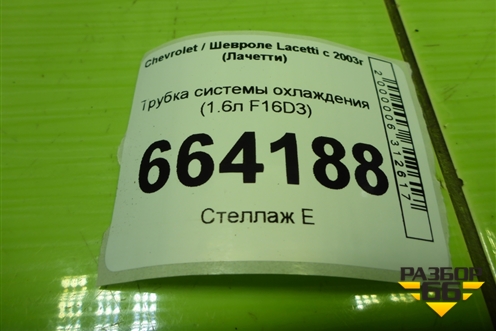 Chevrolet / Шевроле Lacetti с 2003г
(Лачетти)
Трубка системы охлаждения
(1.6л F16D3)
664188
Стеллаж Е
2000006312617
РАЗБОР
66